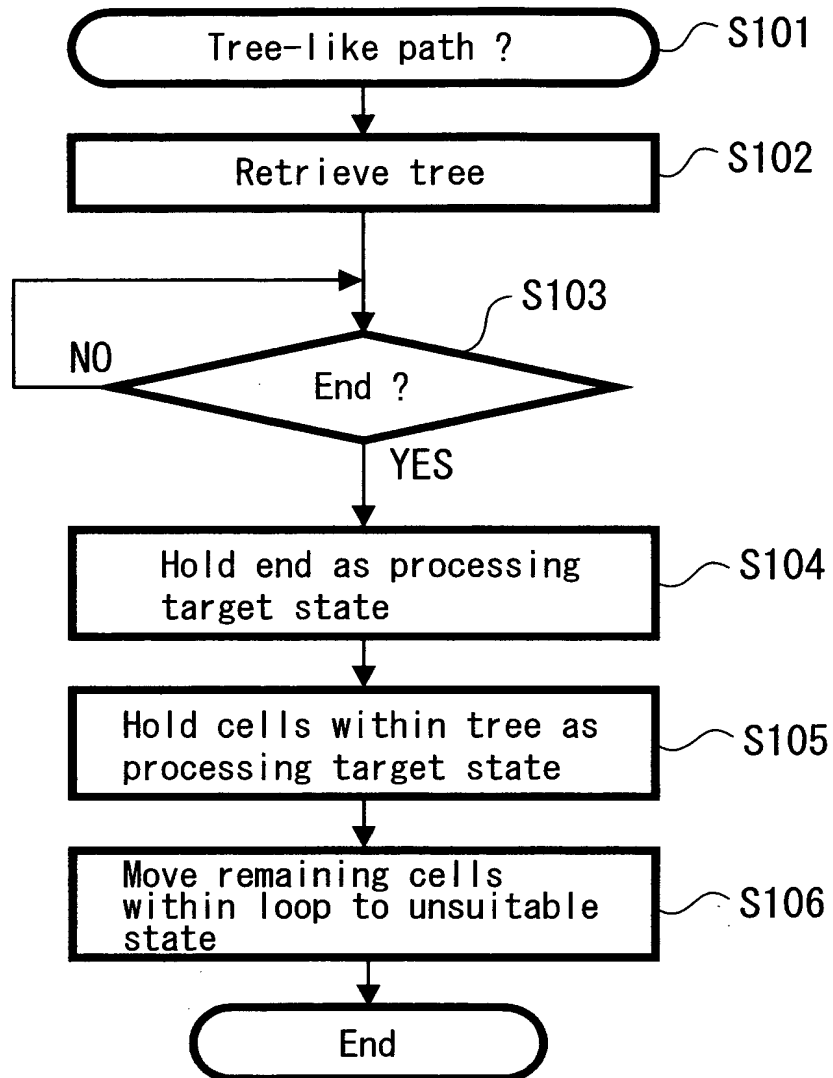 Tree-like path ?
S101
Retrieve tree
S102
S103
NO
End ?
YES
Hold end as processing
target state
S104
Hold cells within tree as
processing target state
S105
Move remaining cells
within loop to unsuitable
state
S106
End